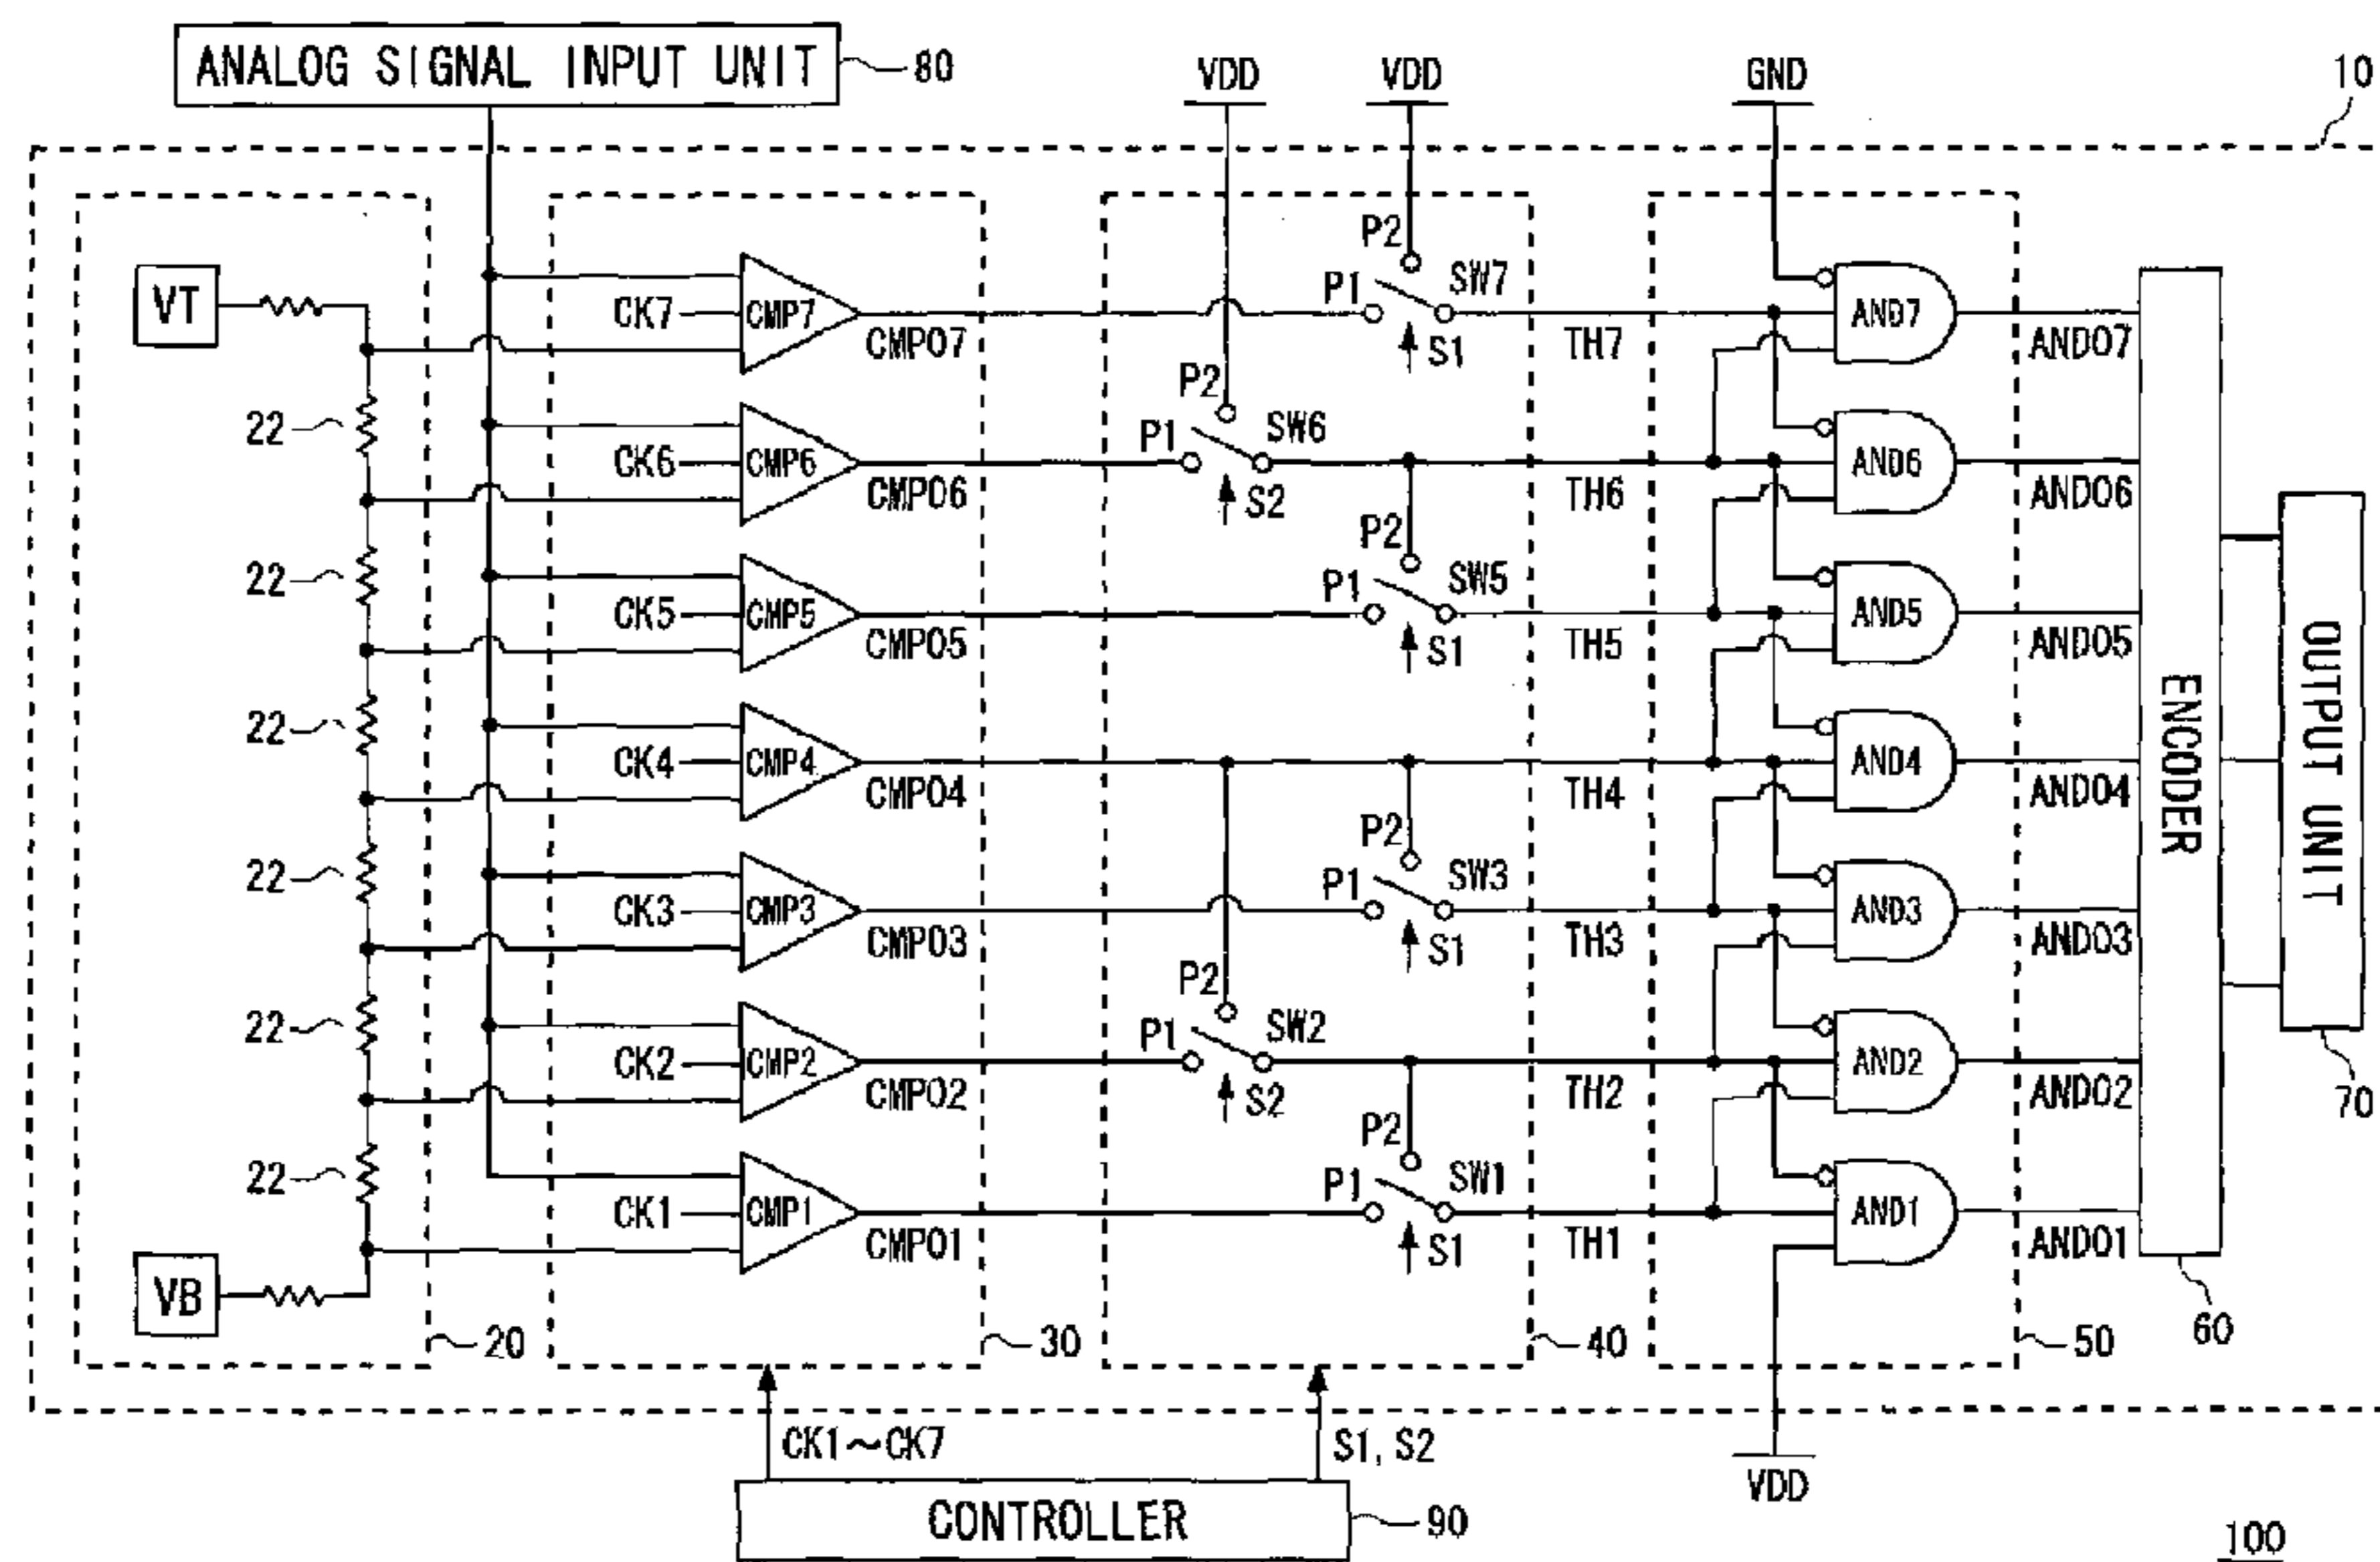 ANALOG SIGNAL INPUT UNIT
80
VDD
VDD
GND
10
VT
22
22
22
22
22
22
VB
20
CK7
CMP7
CMPO7
CK6
CMP6
CMPO6
CK5
CMP5
CMPO5
CK4
CMP4
CMPO4
CK3
CMP3
CMPO3
CK2
CMP2
CMPO2
CK1
CMP1
CMPO1
30
P2
P1
SW7
S1
P2
P1
SW6
S2
P2
P1
SW5
S1
P2
P1
SW3
S1
P2
P1
SW2
S2
P2
P1
SW1
S1
40
TH7
TH6
TH5
TH4
TH3
TH2
TH1
AND7
AND6
AND5
AND4
AND3
AND2
AND1
50
ANDO7
ANDO6
ANDO5
ANDO4
ANDO3
ANDO2
ANDO1
ENCODER
60
OUTPUT UNIT
70
CK1~CK7
S1, S2
VDD
CONTROLLER
90
100